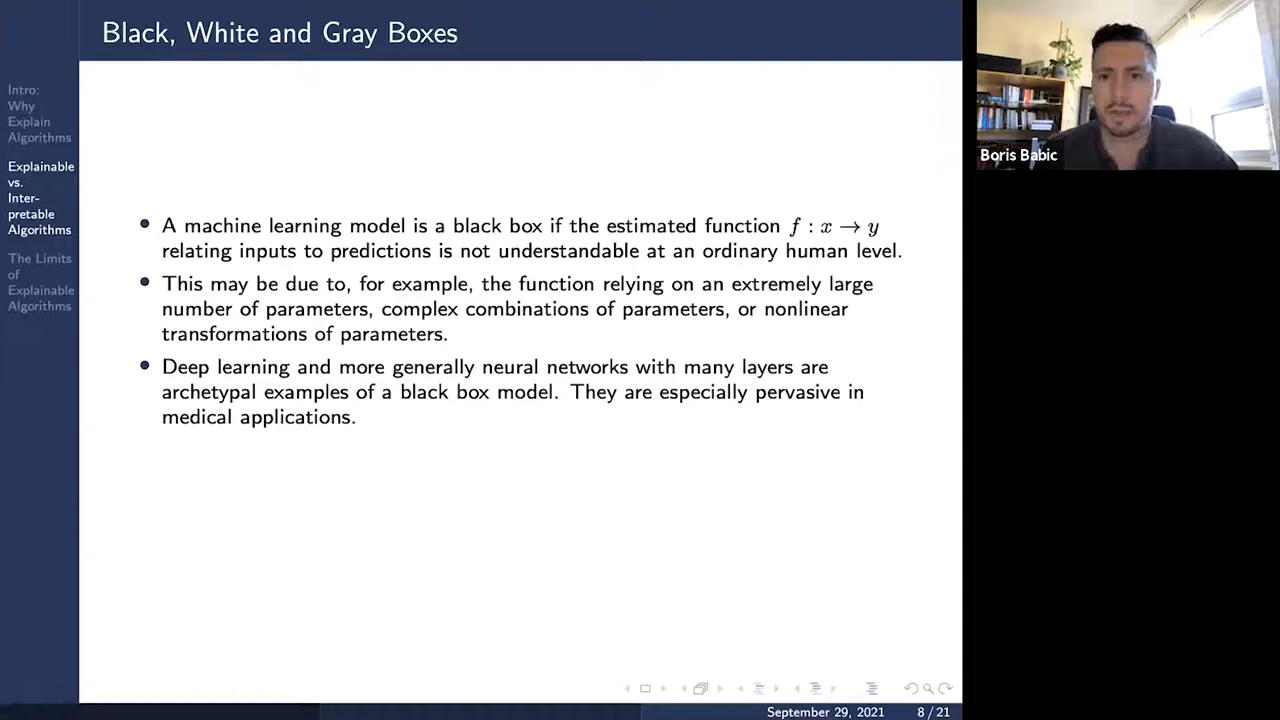 Black, White and Gray Boxes
Intro:
Why
Explain
Algorithms
Explainable
vs.
Inter-
pretable
Algorithms
The Limits
of
Explainable
Algorithms
• A machine learning model is a black box if the estimated function f : x → y
relating inputs to predictions is not understandable at an ordinary human level.
• This may be due to, for example, the function relying on an extremely large
number of parameters, complex combinations of parameters, or nonlinear
transformations of parameters.
• Deep learning and more generally neural networks with many layers are
archetypal examples of a black box model. They are especially pervasive in
medical applications.
September 29, 2021 8 / 21
Boris Babic